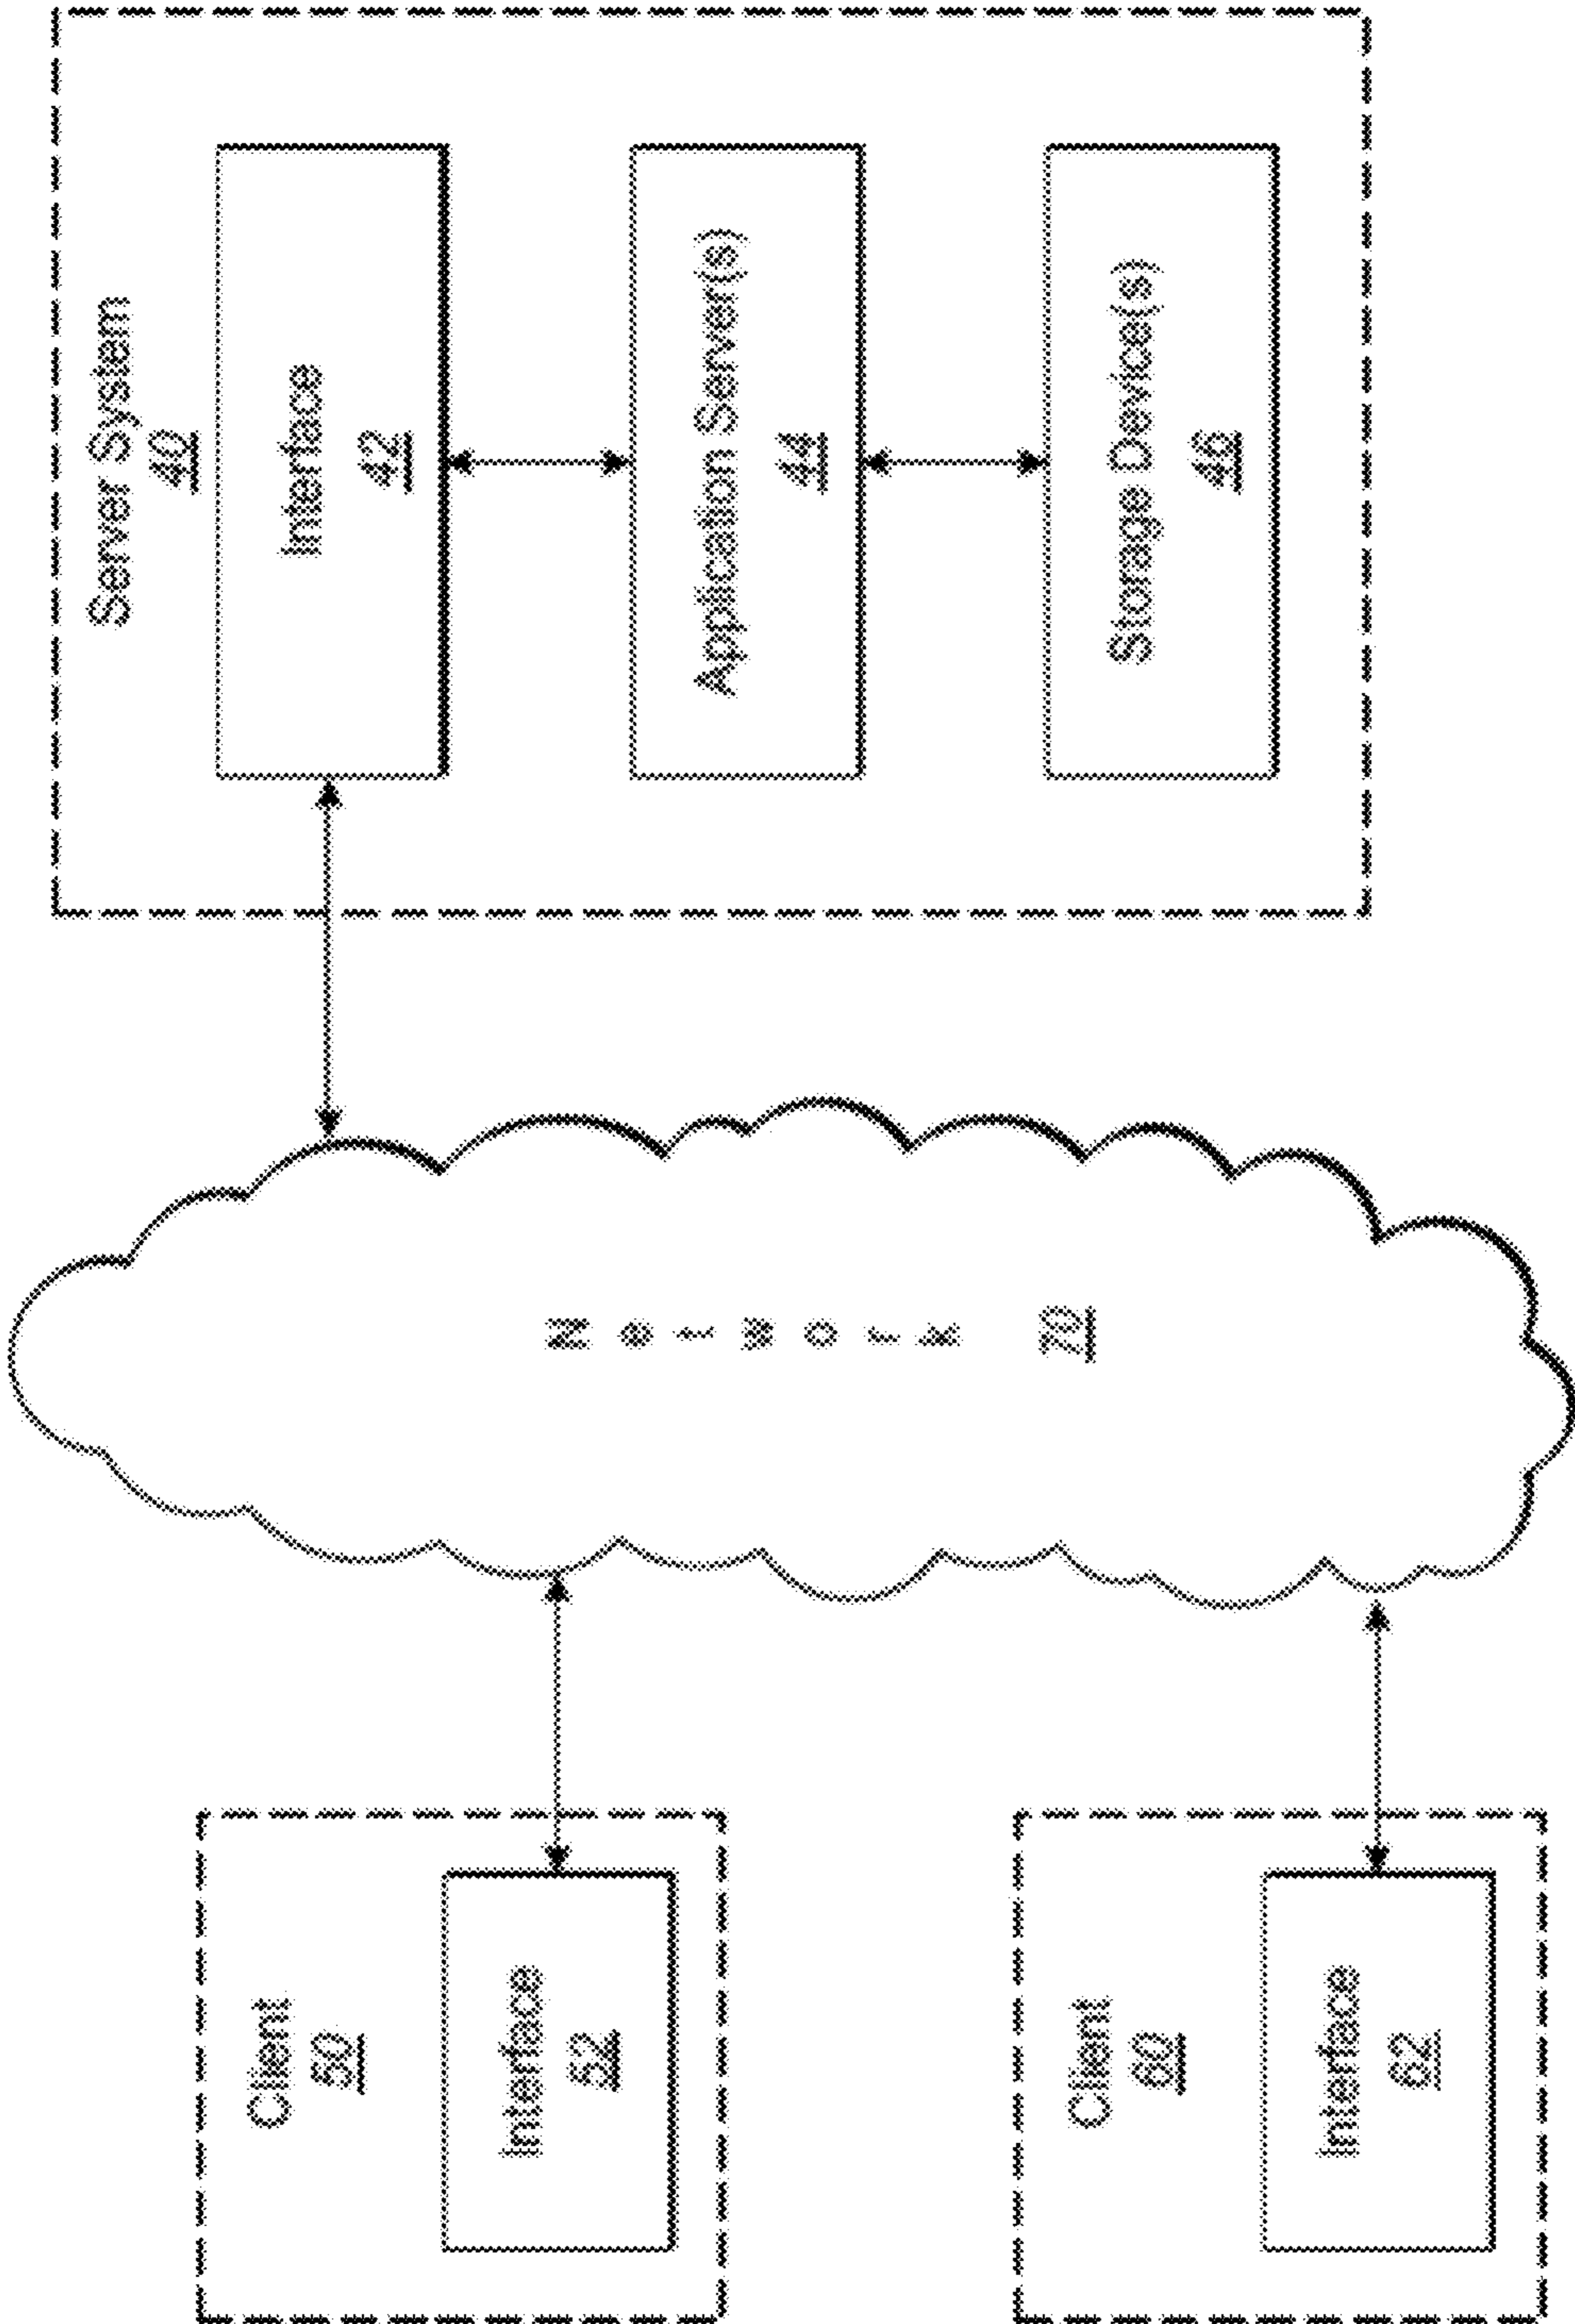 Client
50
Interface
52
Client
60
Interface
62
Network
70
Server System
40
Interface
42
Application Server(s)
44
Storage Device(s)
46